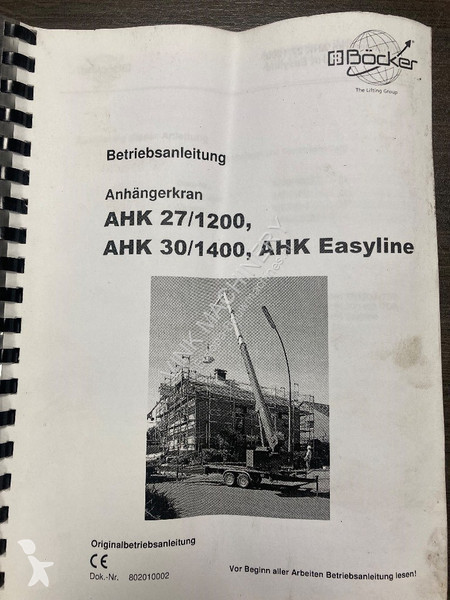 Böcker
The Lifting Group
Betriebsanleitung
Anhängerkran
AHK 27/1200,
AHK 30/1400, AHK Easyline
Originalbetriebsanleitung
CE
Dok.-Nr. 802010002
Vor Beginn aller Arbeiten Betriebsanleitung lesen!